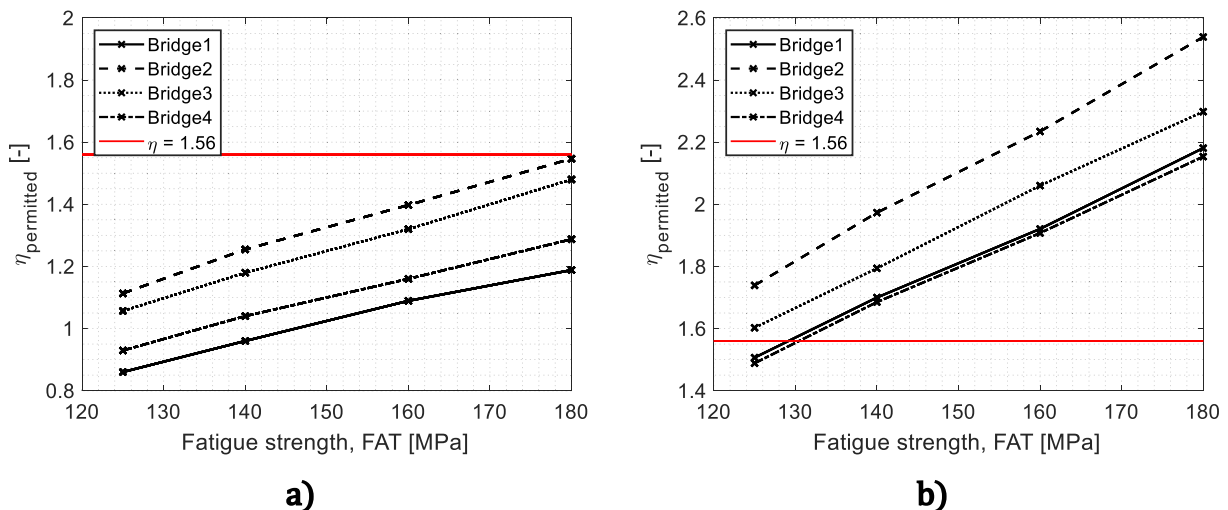 2
1.8
1.6
1.4
1.2
1
0.8
120
130
140
150
160
170
180
η permitted [-]
Fatigue strength, FAT [MPa]
Bridge1
Bridge2
Bridge3
Bridge4
η = 1.56
a)
2.6
2.4
2.2
2
1.8
1.6
1.4
120
130
140
150
160
170
180
η permitted [-]
Fatigue strength, FAT [MPa]
Bridge1
Bridge2
Bridge3
Bridge4
η = 1.56
b)